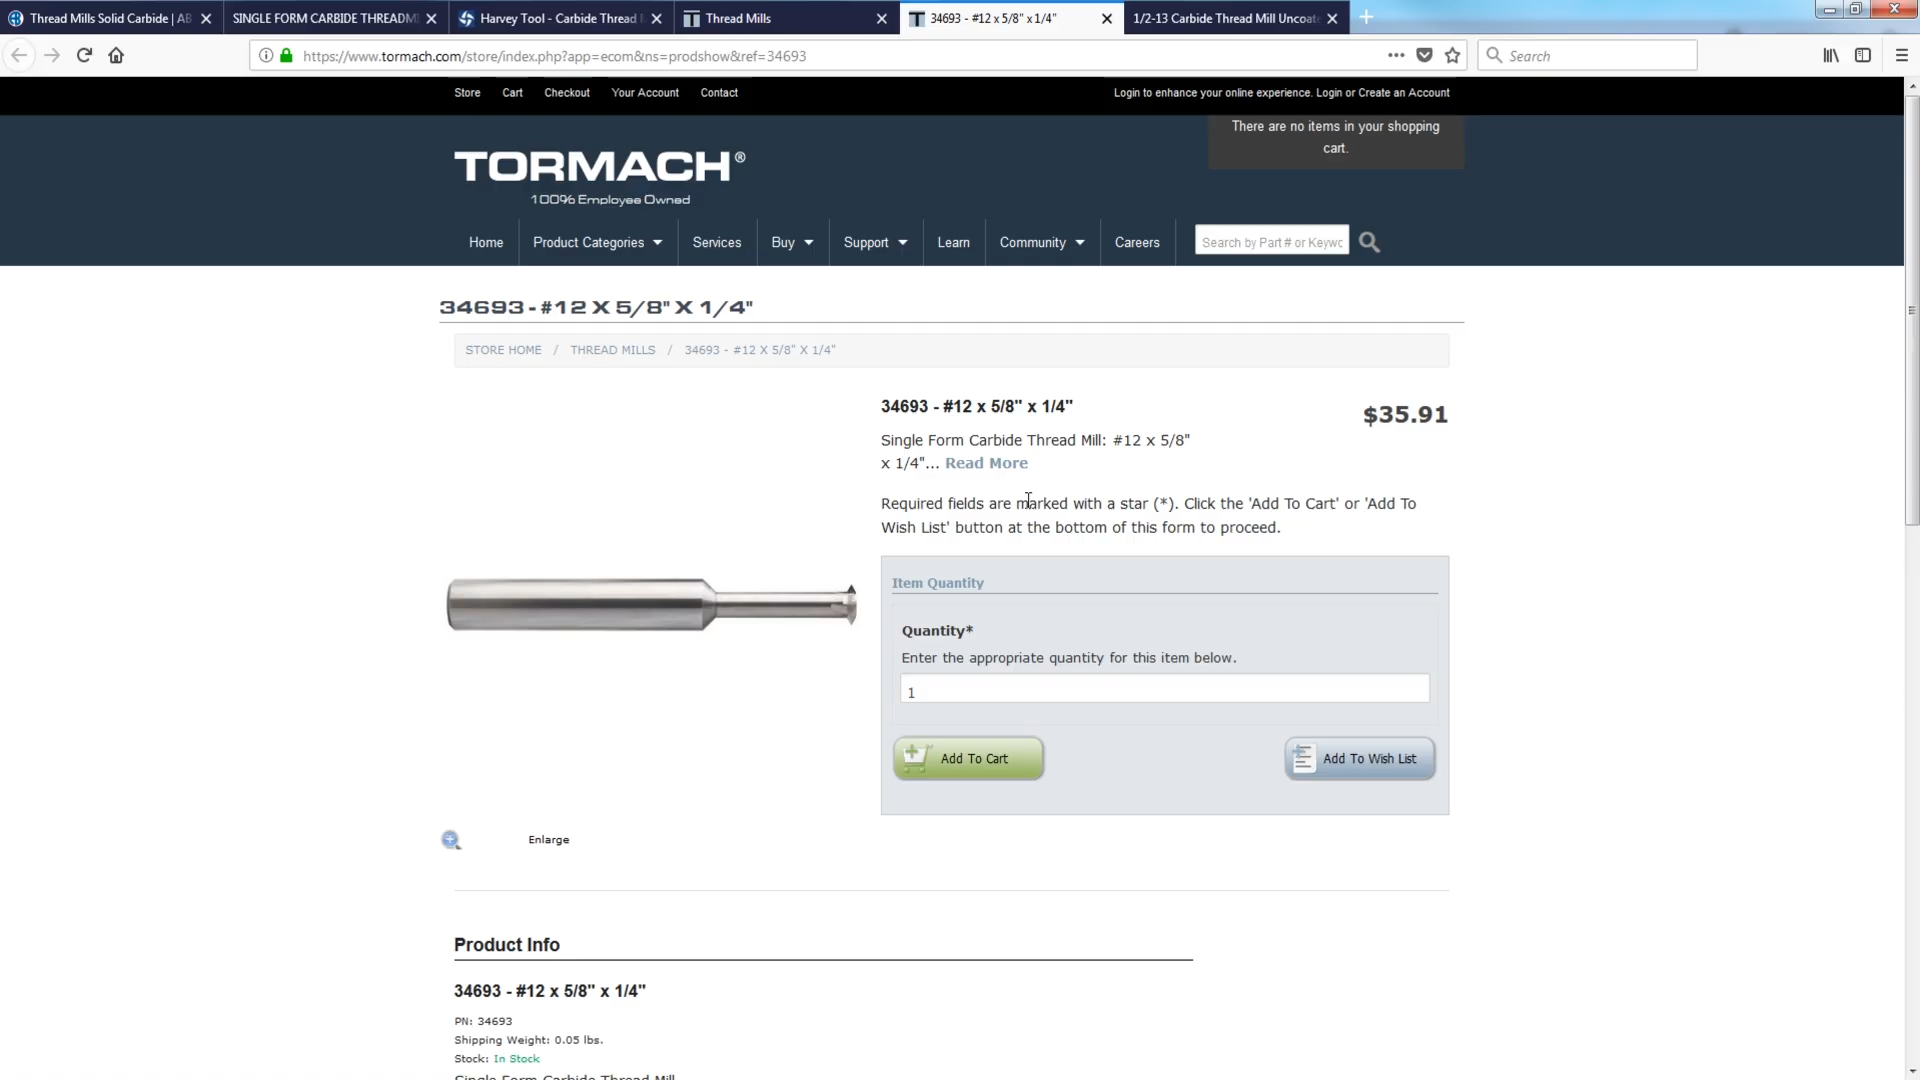 Thread Mills Solid Carbide | AB
SINGLE FORM CARBIDE THREADMI
Harvey Tool - Carbide Thread
Thread Mills
34693 - #12 x 5/8" x 1/4"
1/2-13 Carbide Thread Mill Uncoat
https://www.tormach.com/store/index.php?app=ecom&ns=prodshow&ref=34693
Search
Store Cart Checkout Your Account Contact
Login to enhance your online experience. Login or Create an Account
There are no items in your shopping
cart.
TORMACH®
100% Employee Owned
Home Product Categories Services Buy Support Learn Community Careers
Search by Part # or Keywo
34693 - #12 X 5/8" X 1/4"
STORE HOME / THREAD MILLS / 34693 - #12 X 5/8" X 1/4"
34693 - #12 x 5/8" x 1/4"
$35.91
Single Form Carbide Thread Mill: #12 x 5/8"
x 1/4"... Read More
Required fields are marked with a star (*). Click the 'Add To Cart' or 'Add To
Wish List' button at the bottom of this form to proceed.
Item Quantity
Quantity*
Enter the appropriate quantity for this item below.
1
Add To Cart
Add To Wish List
Enlarge
Product Info
34693 - #12 x 5/8" x 1/4"
PN: 34693
Shipping Weight: 0.05 lbs.
Stock: In Stock
Single Form Carbide Thread Mill